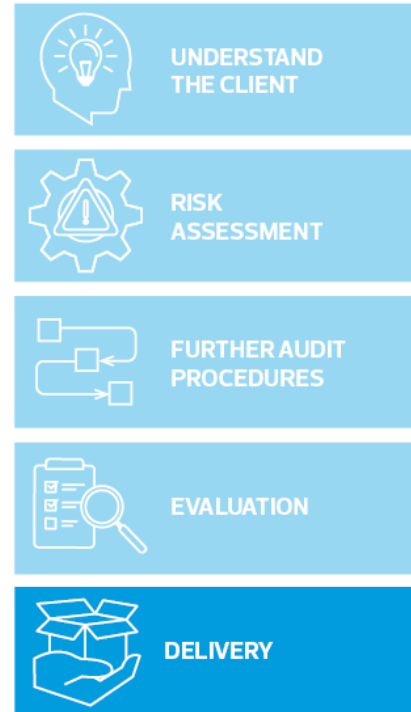 UNDERSTAND
THE CLIENT
RISK
ASSESSMENT
FURTHER AUDIT
PROCEDURES
EVALUATION
DELIVERY